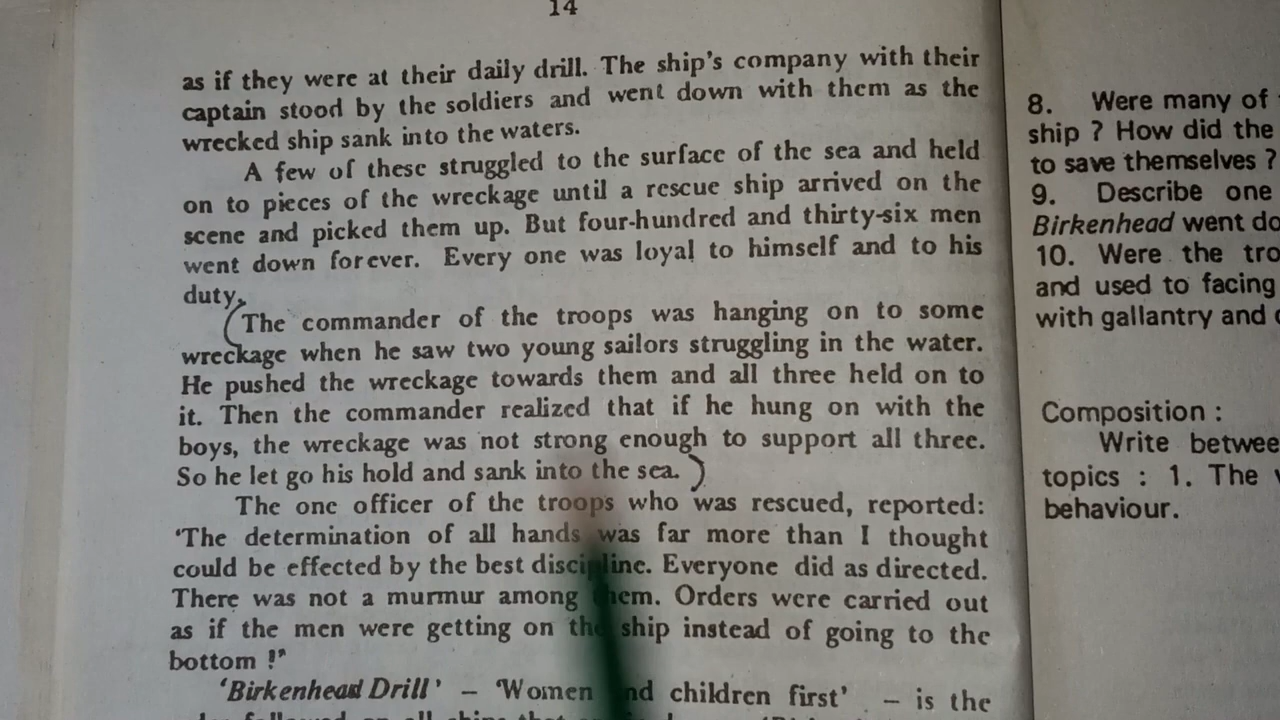 14
as if they were at their daily drill. The ship's company with their
captain stood by the soldiers and went down with them as the
wrecked ship sank into the waters.
A few of these struggled to the surface of the sea and held
on to pieces of the wreckage until a rescue ship arrived on the
scene and picked them up. But four-hundred and thirty-six men
went down forever. Every one was loyal to himself and to his
duty.
(The commander of the troops was hanging on to some
wreckage when he saw two young sailors struggling in the water.
He pushed the wreckage towards them and all three held on to
it. Then the commander realized that if he hung on with the
boys, the wreckage was not strong enough to support all three.
So he let go his hold and sank into the sea.)
The one officer of the troops who was rescued, reported:
'The determination of all hands was far more than I thought
could be effected by the best discipline. Everyone did as directed.
There was not a murmur among them. Orders were carried out
as if the men were getting on the ship instead of going to the
bottom !"
'Birkenhead Drill' – 'Women and children first' – is the
8. Were many of
ship ? How did the
to save themselves ?
9. Describe one
Birkenhead went do
10. Were the tro
and used to facing
with gallantry and
Composition :
Write betwee
topics : 1. The
behaviour.